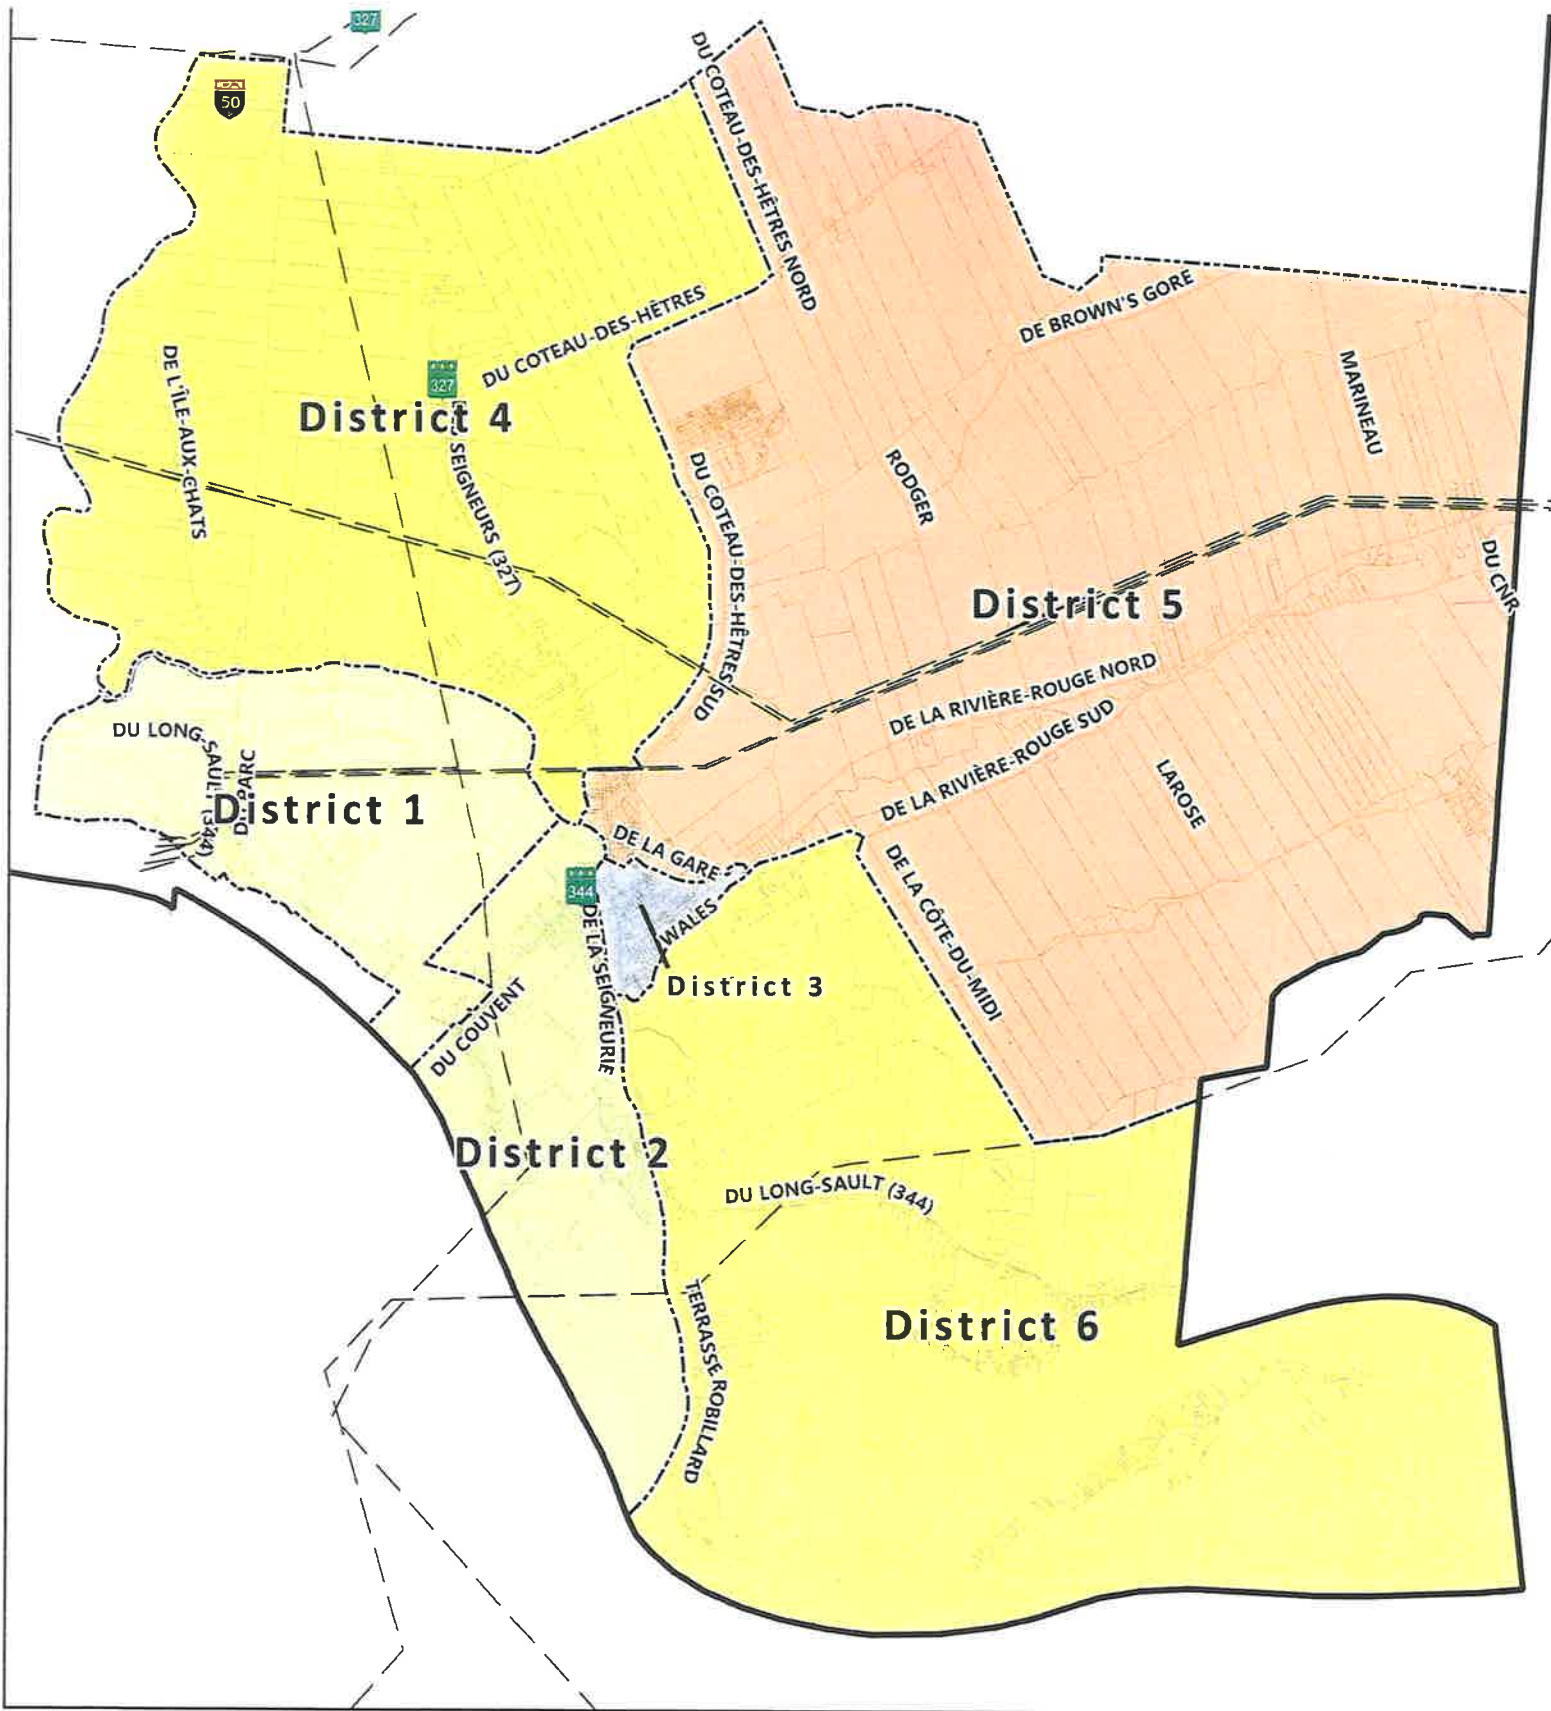 327
50
DU COTEAU-DES-HÊTRES NORD
DU COTEAU-DES-HÊTRES
DE BROWN'S GORE
DE L'ÎLE-AUX-CHATS
327
MARINEAU
District 4
SEIGNEURS (327)
RODGER
DU COTEAU-DES-HÊTRES SUD
DU CNR
District 5
DE LA RIVIÈRE-ROUGE NORD
DE LA RIVIÈRE-ROUGE SUD
DU LONG-SAULT (344)
DU PARC
LAROSE
District 1
DE LA GARE
344
DE LA SEIGNEURIE
WALES
DE LA CÔTE-DU-MIDI
District 3
DU COUVENT
District 2
DU LONG-SAULT (344)
TERRASSE ROBILLARD
District 6